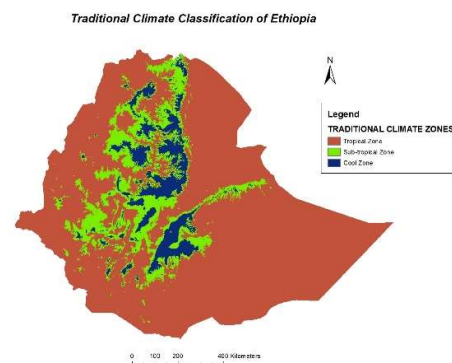 Traditional Climate Classification of Ethiopia
N
Legend
TRADITIONAL CLIMATE ZONES
Tropical Zone
Sub-tropical Zone
Cool Zone
0 100 200 400 Kilometers